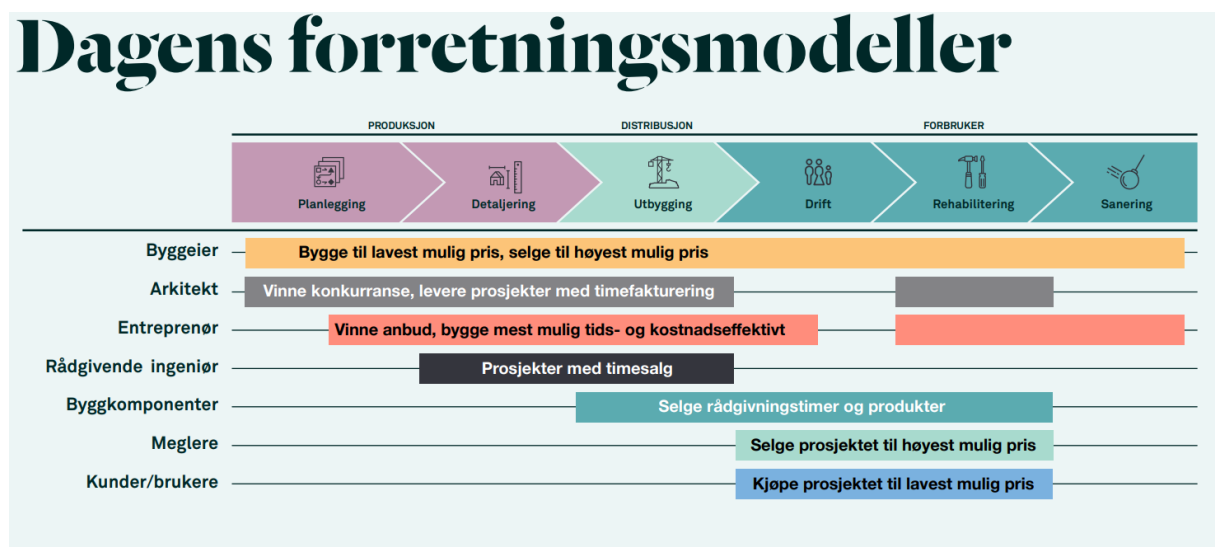 Dagens forretningsmodeller
PRODUKSJON DISTRIBUSJON FORBRUKER
Planlegging Detaljering Utbygging Drift Rehabilitering Sanering
Byggeier Bygge til lavest mulig pris, selge til høyest mulig pris
Arkitekt Vinne konkurranse, levere prosjekter med timefakturering
Entreprenør Vinne anbud, bygge mest mulig tids- og kostnadseffektivt
Rådgivende ingeniør Prosjekter med timesalg
Byggkomponenter Selge rådgivningstimer og produkter
Meglere Selge prosjektet til høyest mulig pris
Kunder/brukere Kjøpe prosjektet til lavest mulig pris